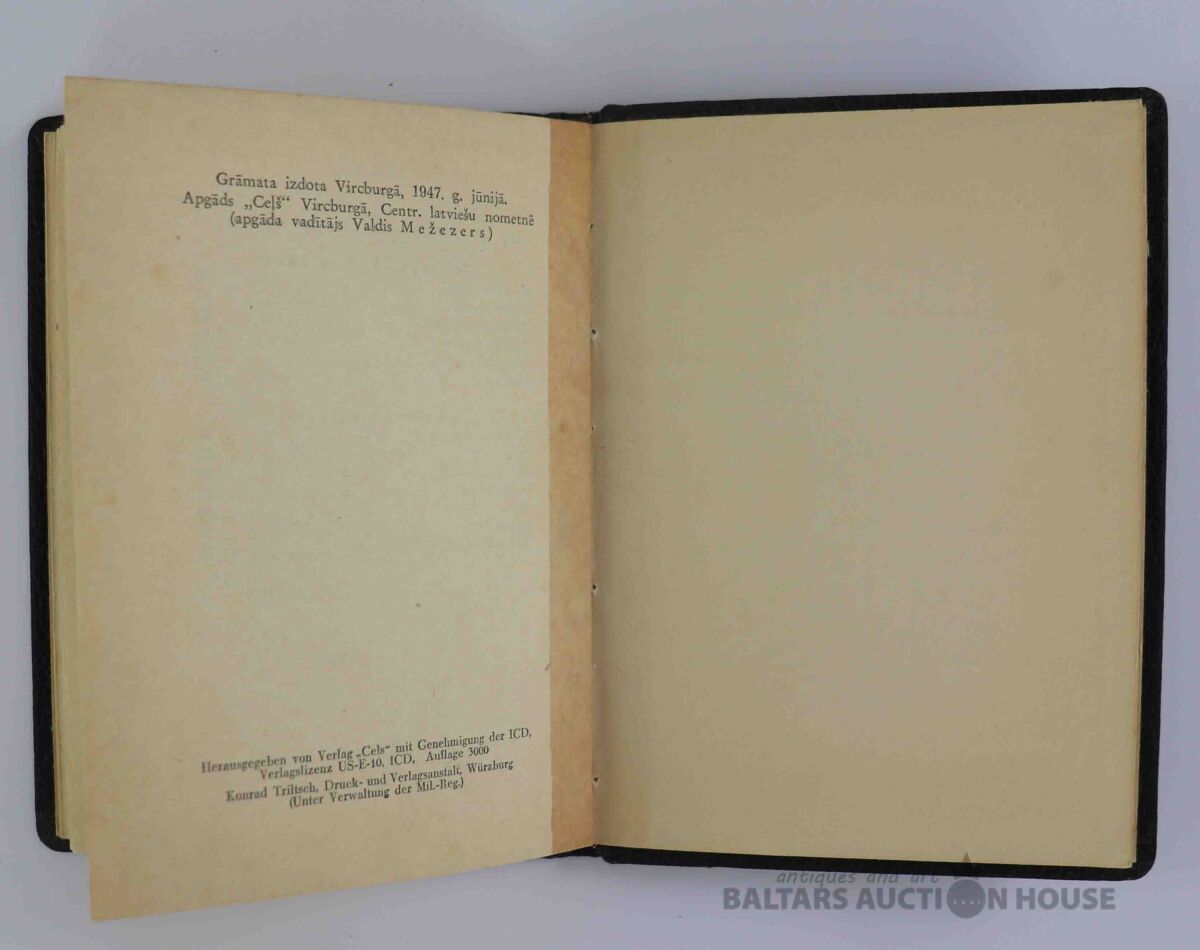 Grāmata izdota Vircburgā, 1947. g. jūnijā.
Apgāds „Ceļš“ Vircburgā, Centr. latviešu nometnē
(apgāda vadītājs Valdis Mežezers)
Herausgegeben von Verlag „Cels“ mit Genehmigung der ICD,
Verlagslizenz US-E-10, ICD, Auflage 3000
Konrad Triltsch, Druck- und Verlagsanstalt, Würzburg
(Unter Verwaltung der Mil.-Reg.)
antiques and art
BALTARS AUCTION HOUSE